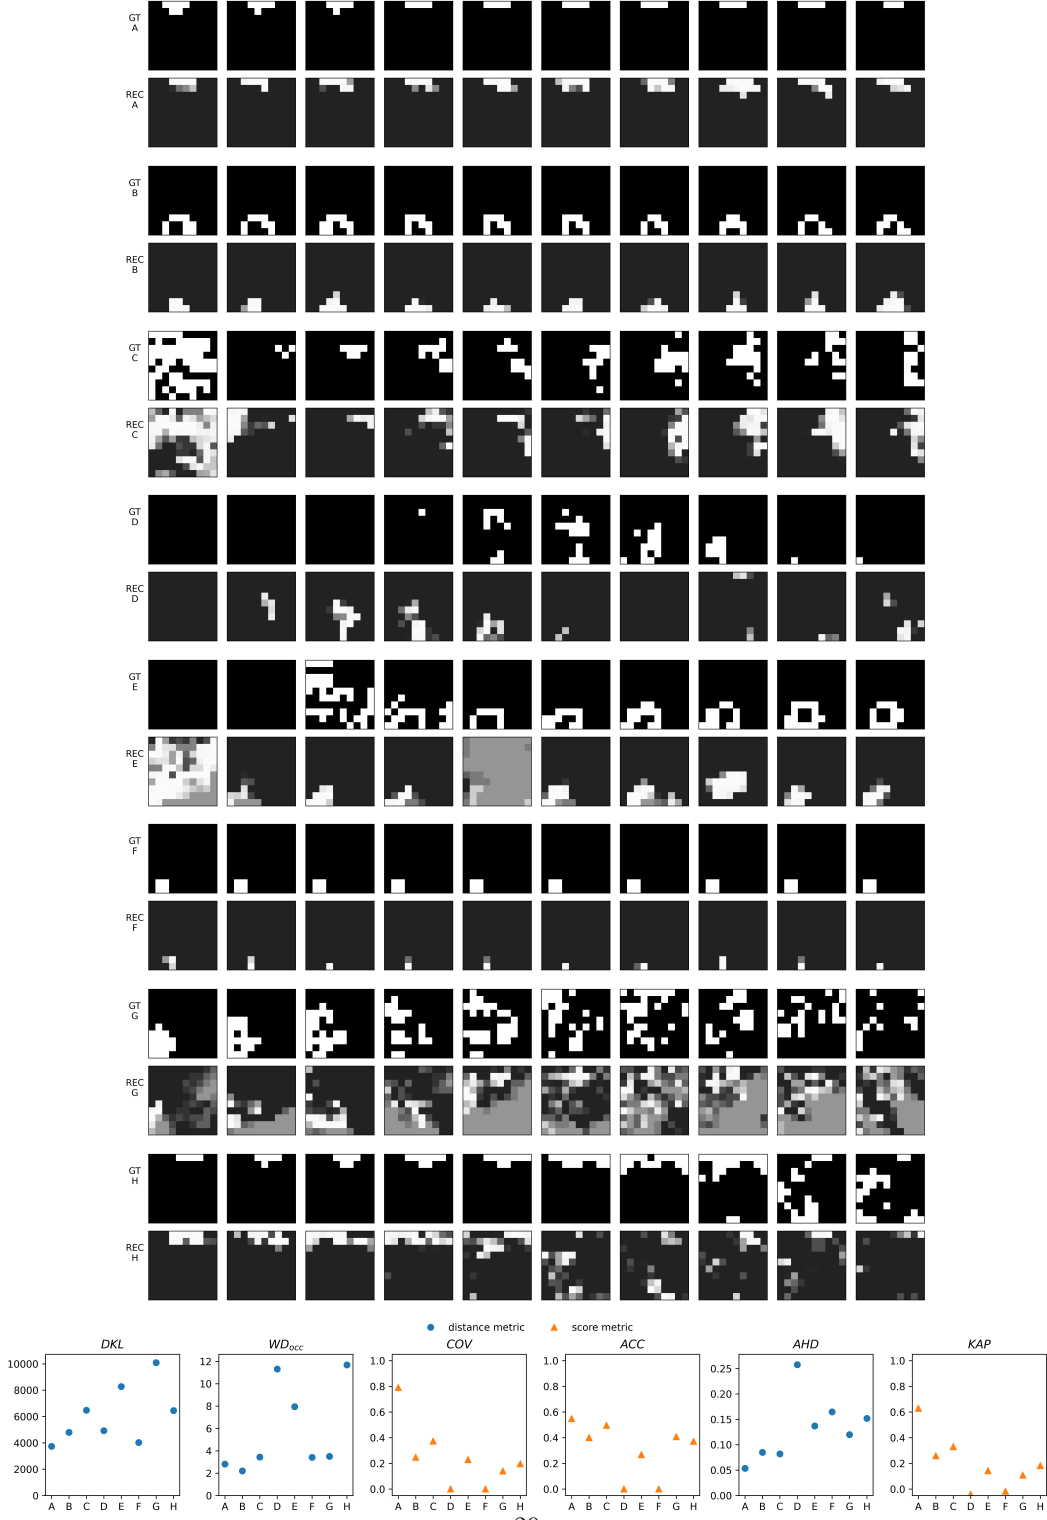 GT
A
REC
A
GT
B
REC
B
GT
C
REC
C
GT
D
REC
D
GT
E
REC
E
GT
F
REC
F
GT
G
REC
G
GT
H
REC
H
distance metric score metric
DKL WDocc COV ACC AHD KAP
10000
8000
6000
4000
2000
0
A B C D E F G H
12
10
8
6
4
2
0
A B C D E F G H
1.0
0.8
0.6
0.4
0.2
0.0
A B C D E F G H
1.0
0.8
0.6
0.4
0.2
0.0
A B C D E F G H
0.25
0.20
0.15
0.10
0.05
0.00
A B C D E F G H
1.0
0.8
0.6
0.4
0.2
0.0
A B C D E F G H